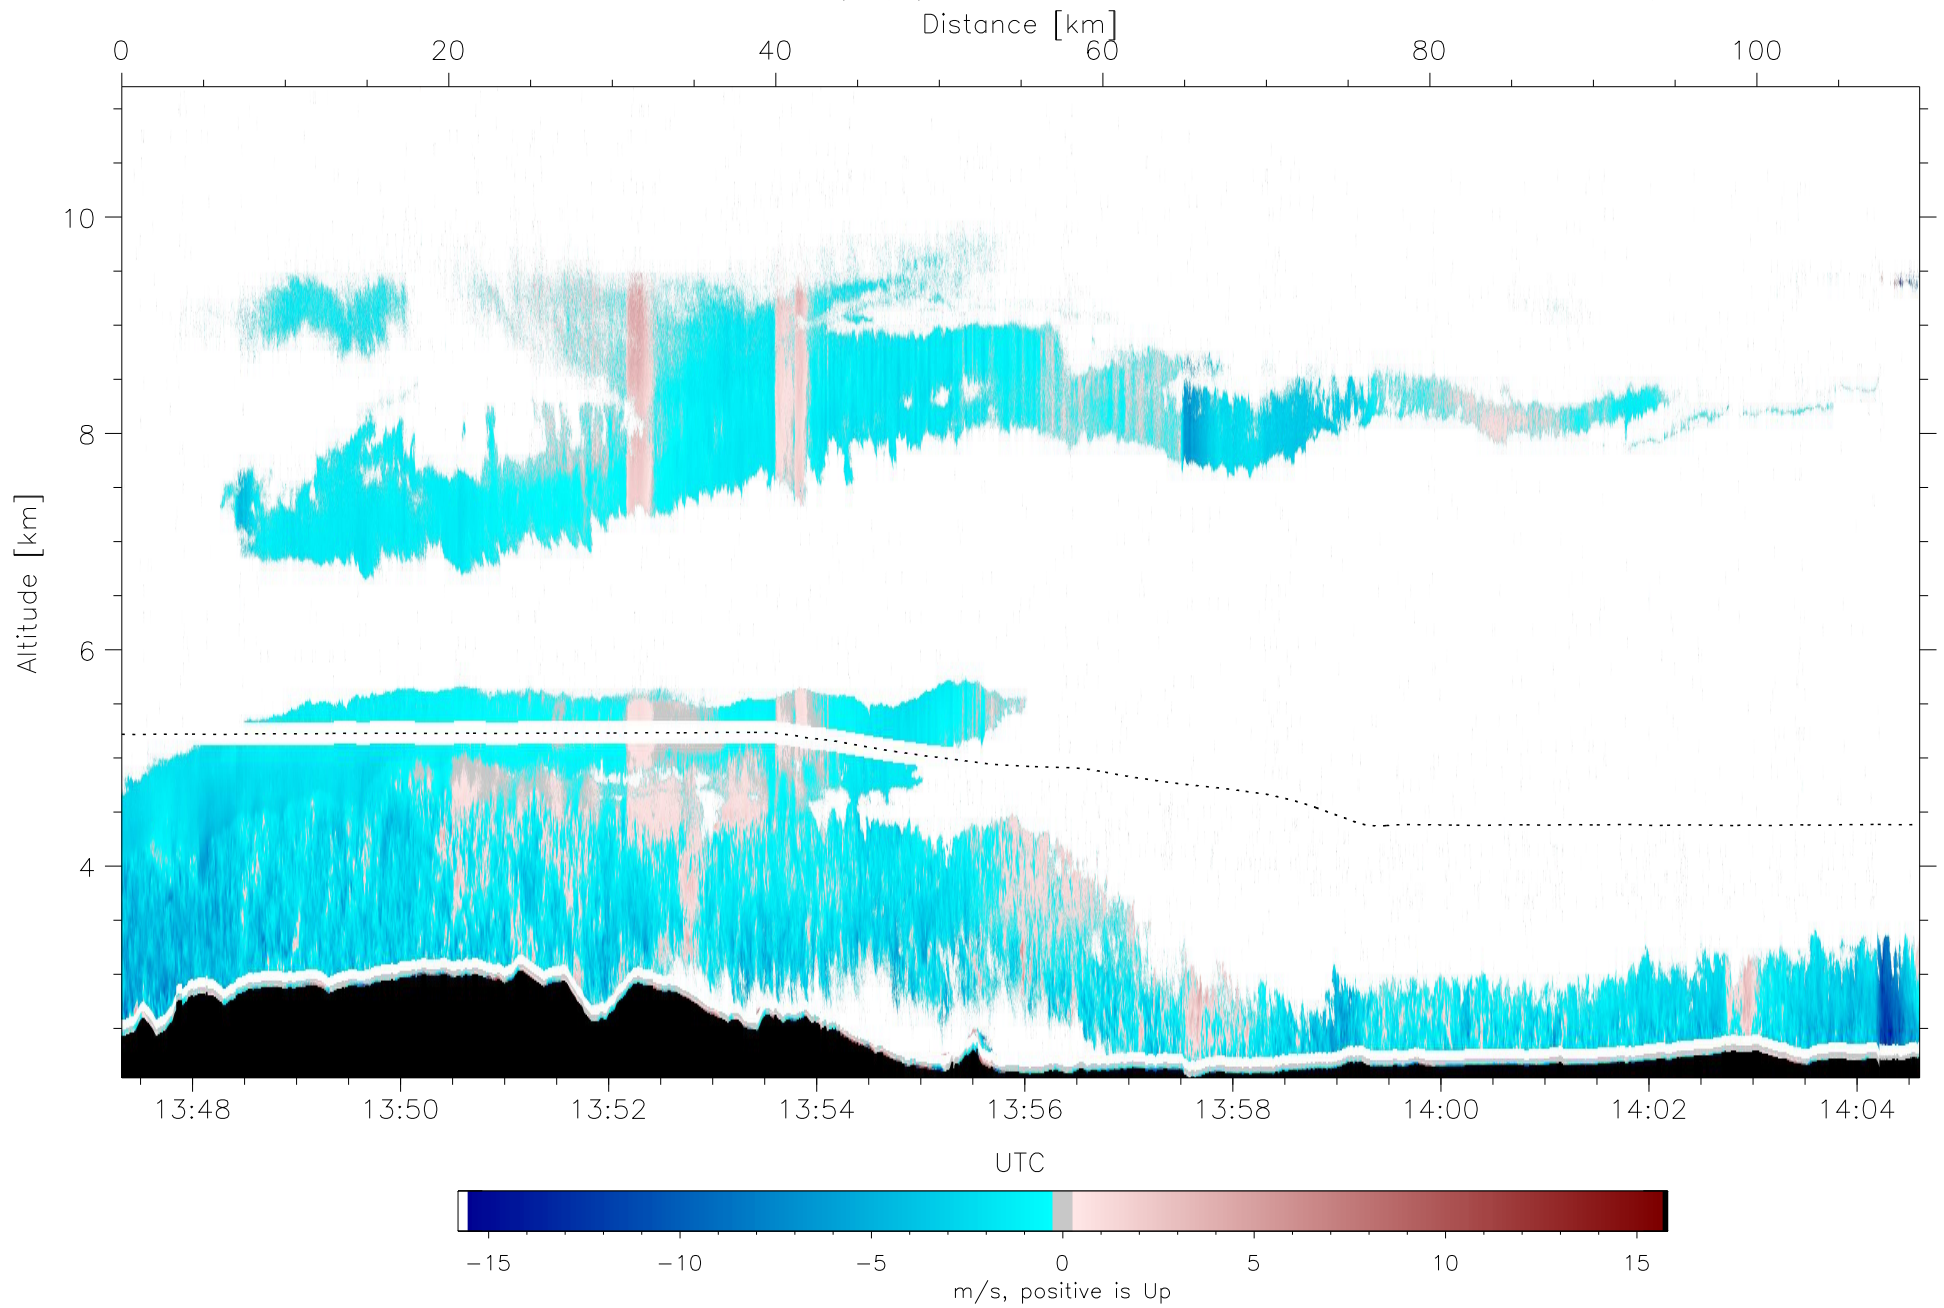 Distance [km]
0 20 40 60 80 100
10
8
6
4
Altitude [km]
13:48 13:50 13:52 13:54 13:56 13:58 14:00 14:02 14:04
UTC
−15 −10 −5 0 5 10 15
m/s, positive is Up